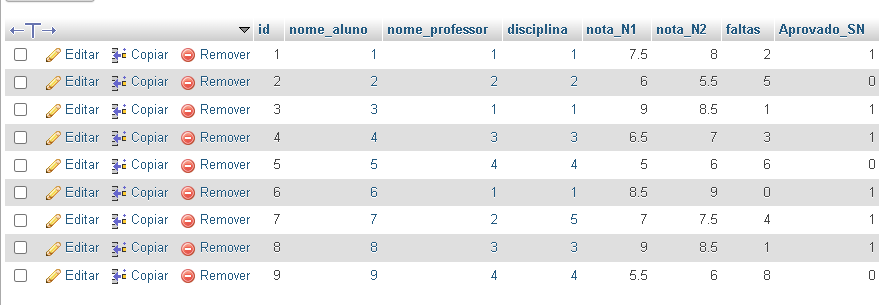 id nome_aluno nome_professor disciplina nota_N1 nota_N2 faltas Aprovado_SN
Editar Copiar Remover 1 1 1 1 7.5 8 2 1
Editar Copiar Remover 2 2 2 2 6 5.5 5 0
Editar Copiar Remover 3 3 1 1 9 8.5 1 1
Editar Copiar Remover 4 4 3 3 6.5 7 3 1
Editar Copiar Remover 5 5 4 4 5 6 6 0
Editar Copiar Remover 6 6 1 1 8.5 9 0 1
Editar Copiar Remover 7 7 2 5 7 7.5 4 1
Editar Copiar Remover 8 8 3 3 9 8.5 1 1
Editar Copiar Remover 9 9 4 4 5.5 6 8 0